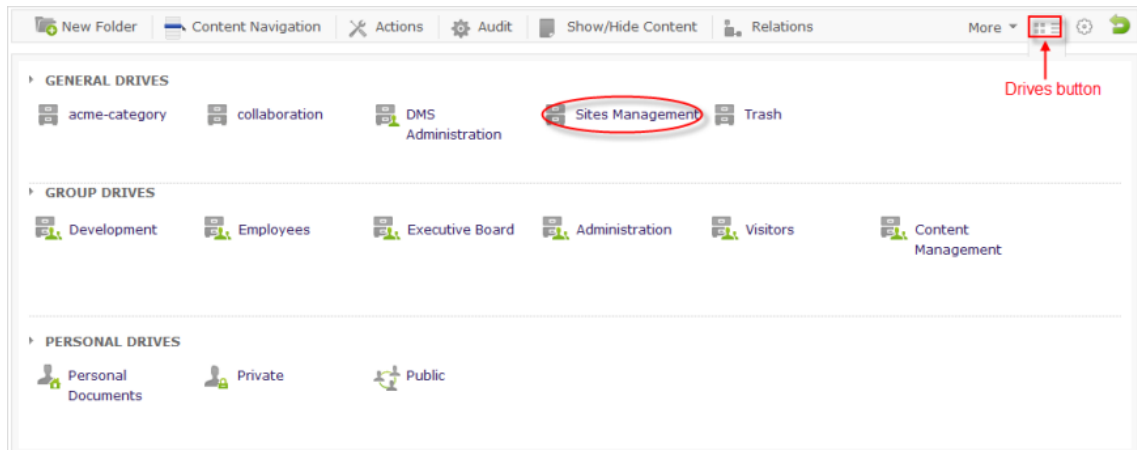 New Folder Content Navigation Actions Audit Show/Hide Content Relations More
Drives button
GENERAL DRIVES
acme-category collaboration DMS Sites Management Trash
Administration
GROUP DRIVES
Development Employees Executive Board Administration Visitors Content
Management
PERSONAL DRIVES
Personal Private Public
Documents